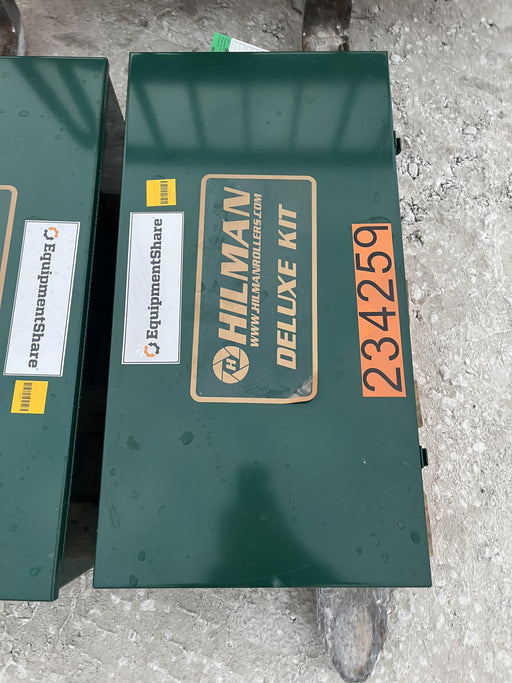 EquipmentShare
EquipmentShare
H HILMAN
WWW.HILMANROLLERS.COM
DELUXE KIT
234259